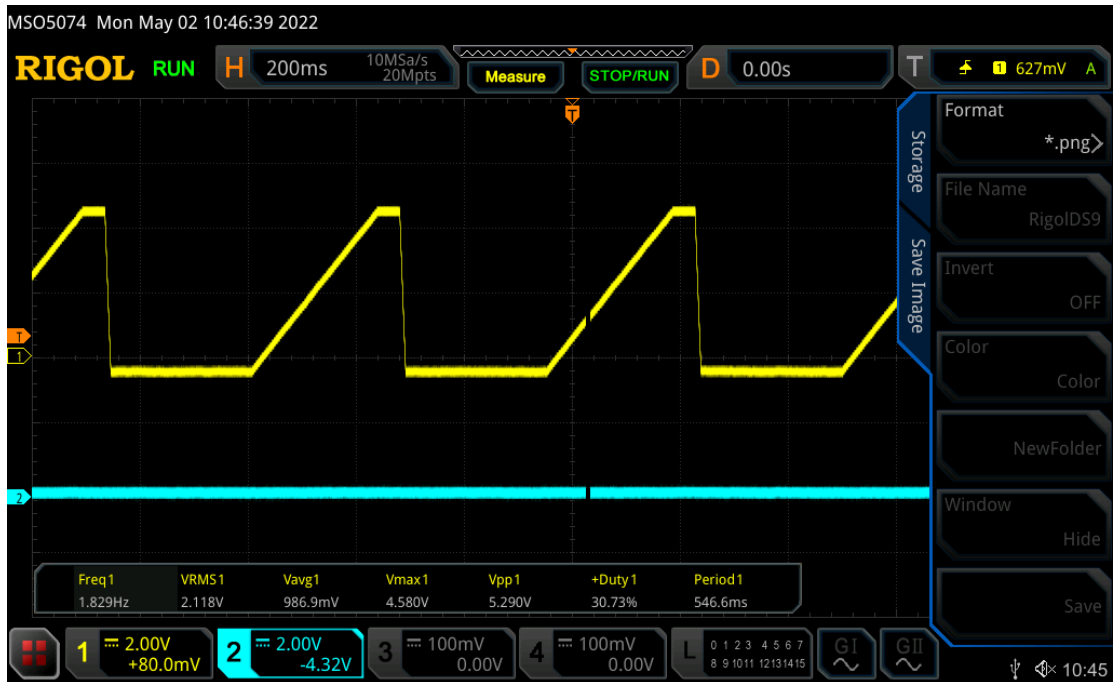 MSO5074 Mon May 02 10:46:39 2022
RIGOL RUN H 200ms 10MSa/s 20Mpts Measure STOP/RUN D 0.00s T 1 627mV A
T
Storage
Save Image
Format
*.png
File Name
RigolDS9
Invert
OFF
Color
Color
NewFolder
Window
Hide
Save
T
1
2
Freq1 VRMS1 Vavg1 Vmax1 Vpp1 +Duty1 Period1
1.829Hz 2.118V 986.9mV 4.580V 5.290V 30.73% 546.6ms
1 2.00V +80.0mV
2 2.00V -4.32V
3 100mV 0.00V
4 100mV 0.00V
L 0 1 2 3 4 5 6 7
8 9 10 11 12 13 14 15
GI GII
10:45